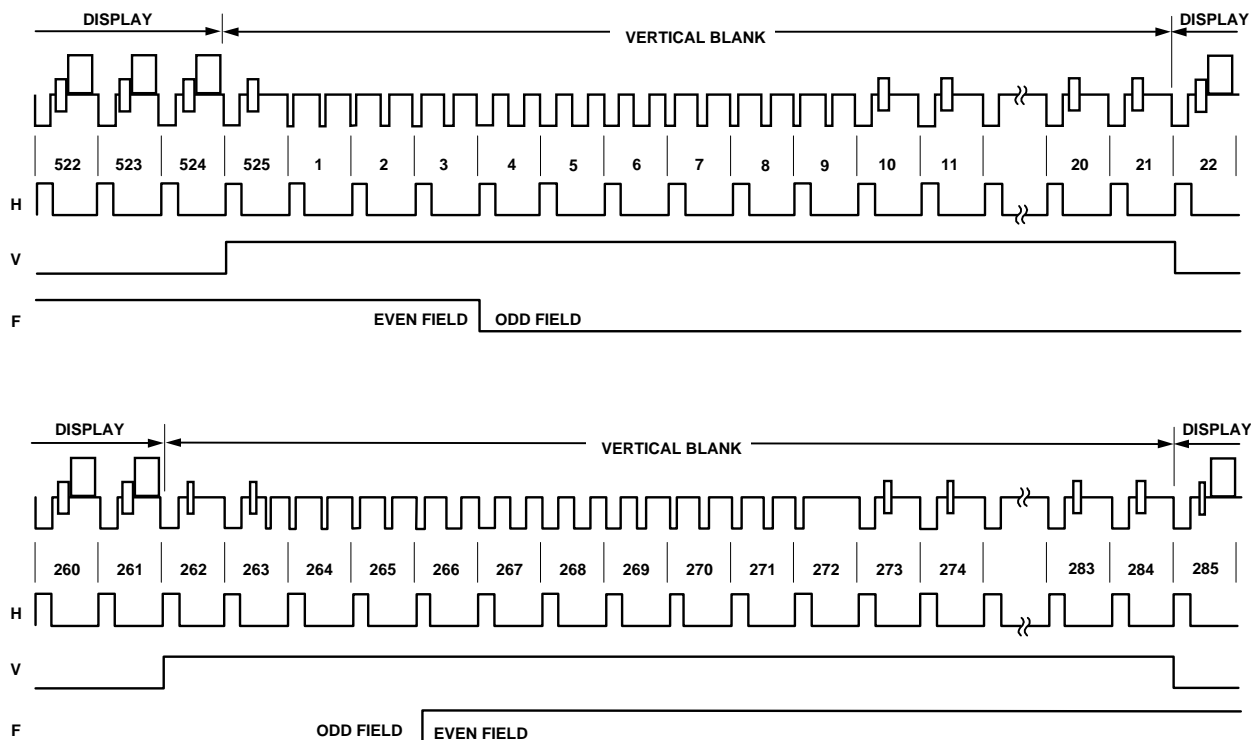 DISPLAY VERTICAL BLANK DISPLAY
522 523 524 525 1 2 3 4 5 6 7 8 9 10 11 20 21 22
H
V
F EVEN FIELD ODD FIELD
DISPLAY VERTICAL BLANK DISPLAY
260 261 262 263 264 265 266 267 268 269 270 271 272 273 274 283 284 285
H
V
F ODD FIELD EVEN FIELD